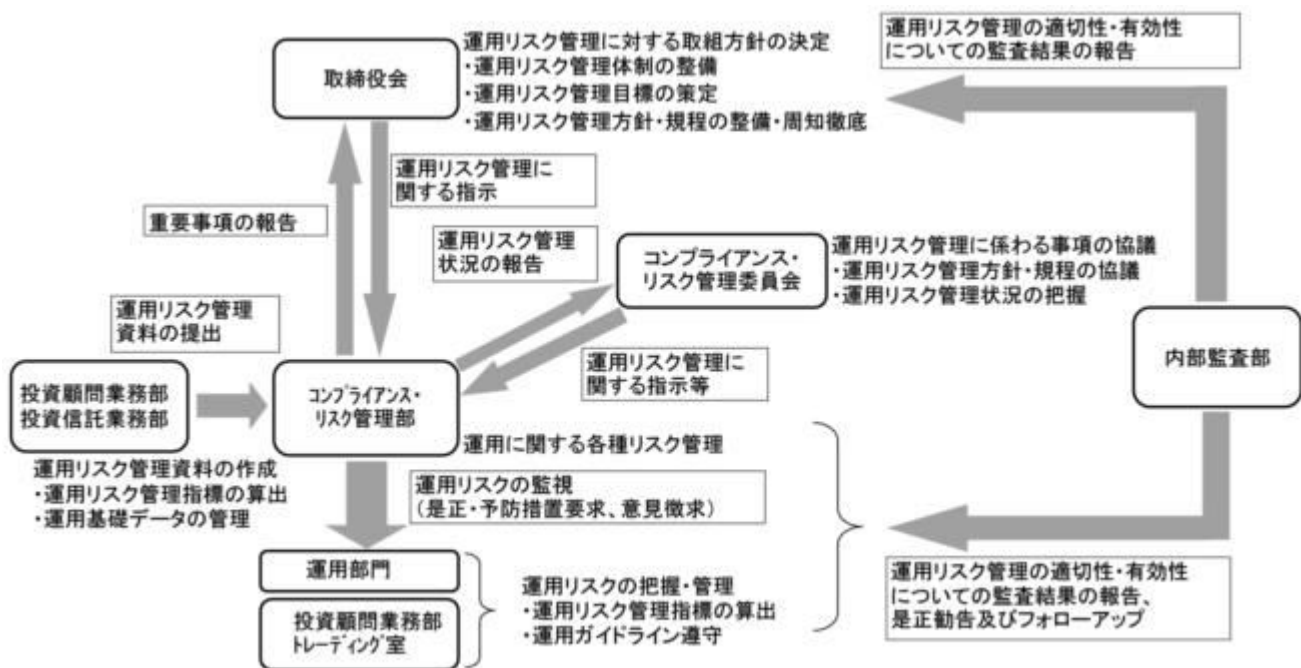 取締役会
運用リスク管理に対する取組方針の決定
・運用リスク管理体制の整備
・運用リスク管理目標の策定
・運用リスク管理方針・規程の整備・周知徹底
運用リスク管理の適切性・有効性
についての監査結果の報告
運用リスク管理に
関する指示
重要事項の報告
運用リスク管理
状況の報告
コンプライアンス・
リスク管理委員会
運用リスク管理に係わる事項の協議
・運用リスク管理方針・規程の協議
・運用リスク管理状況の把握
運用リスク管理
資料の提出
運用リスク管理に
関する指示等
内部監査部
投資顧問業務部
投資信託業務部
コンプライアンス・
リスク管理部
運用に関する各種リスク管理
運用リスク管理資料の作成
・運用リスク管理指標の算出
・運用基礎データの管理
運用リスクの監視
(是正・予防措置要求、意見徴求)
運用部門
投資顧問業務部
トレーディング室
運用リスクの把握・管理
・運用リスク管理指標の算出
・運用ガイドライン遵守
運用リスク管理の適切性・有効性
についての監査結果の報告、
是正勧告及びフォローアップ